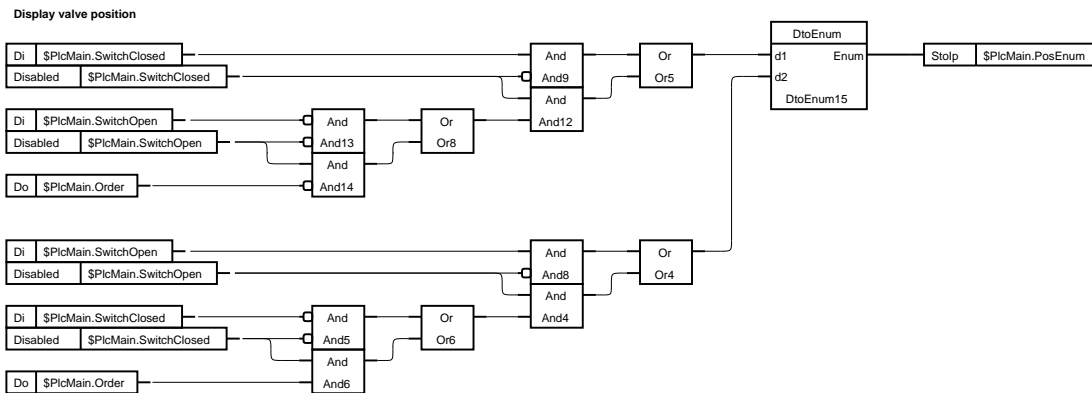 Display valve position
DtoEnum
Di $PlcMain.SwitchClosed And Or d1 Enum StoIp $PlcMain.PosEnum
Disabled $PlcMain.SwitchClosed And9 Or5 d2
And DtoEnum15
Di $PlcMain.SwitchOpen And Or And12
Disabled $PlcMain.SwitchOpen And13 Or8
And
Do $PlcMain.Order And14
Di $PlcMain.SwitchOpen And Or
Disabled $PlcMain.SwitchOpen And8 Or4
And
Di $PlcMain.SwitchClosed And Or And4
Disabled $PlcMain.SwitchClosed And5 Or6
And
Do $PlcMain.Order And6